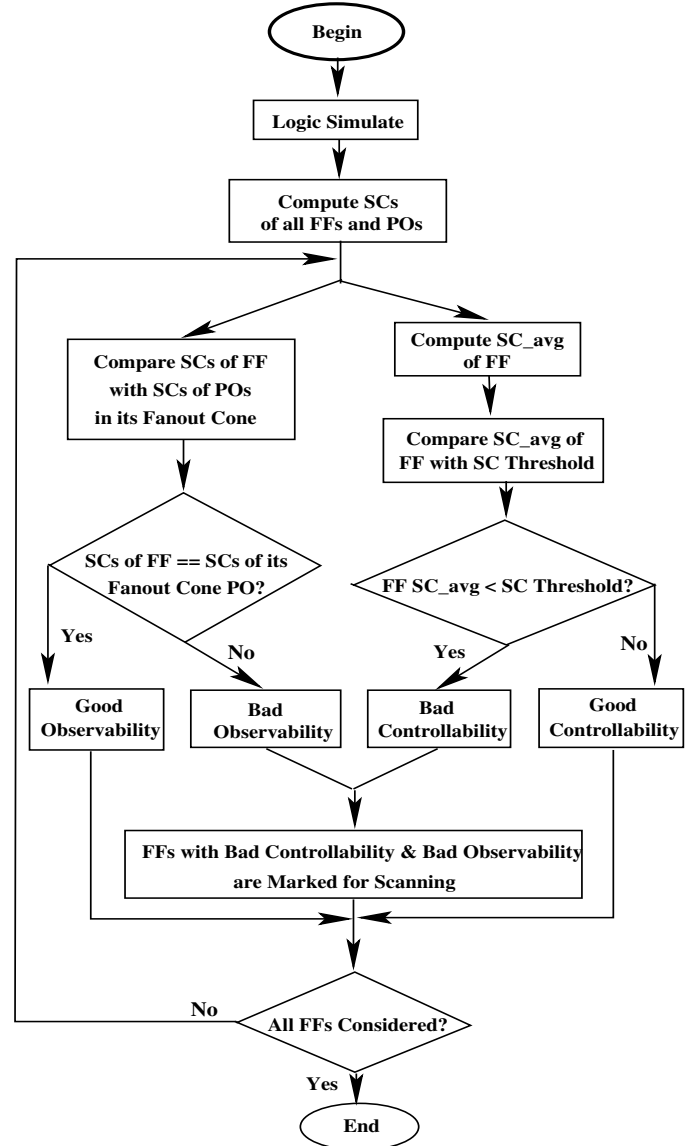 Begin
Logic Simulate
Compute SCs
of all FFs and POs
Compare SCs of FF
with SCs of POs
in its Fanout Cone
Compute SC_avg
of FF
Compare SC_avg of
FF with SC Threshold
SCs of FF == SCs of its
Fanout Cone PO?
FF SC_avg < SC Threshold?
Yes
No
Yes
No
Good
Observability
Bad
Observability
Bad
Controllability
Good
Controllability
FFs with Bad Controllability & Bad Observability
are Marked for Scanning
No
All FFs Considered?
Yes
End